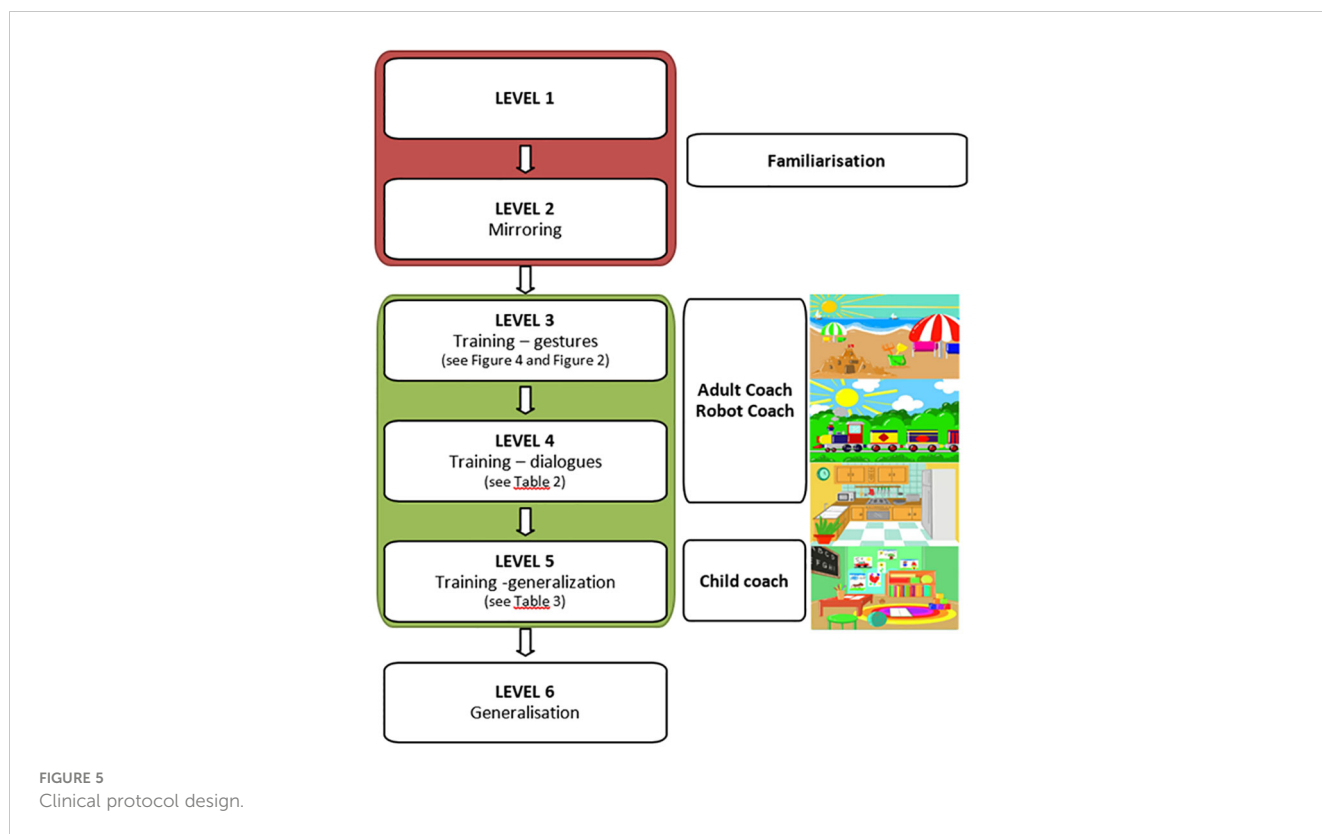 LEVEL 1
Familiarisation
LEVEL 2
Mirroring
LEVEL 3
Training – gestures
(see Figure 4 and Figure 2)
Adult Coach
Robot Coach
LEVEL 4
Training – dialogues
(see Table 2)
LEVEL 5
Training -generalization
(see Table 3)
Child coach
LEVEL 6
Generalisation
FIGURE 5
Clinical protocol design.